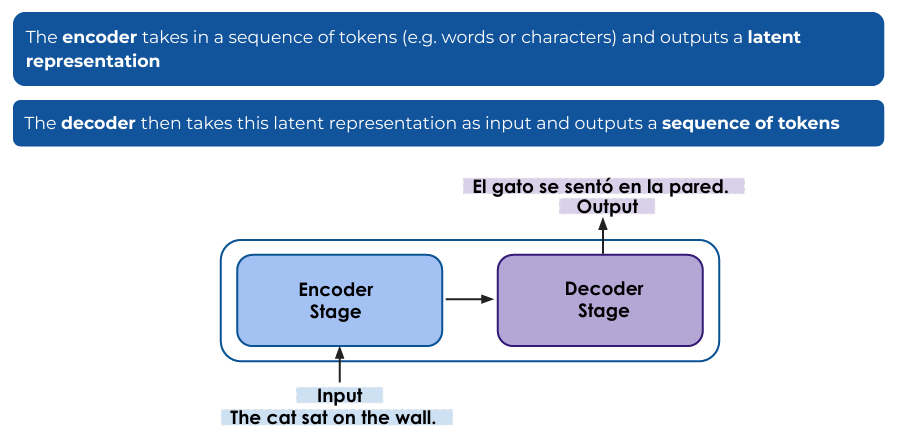 The encoder takes in a sequence of tokens (e.g. words or characters) and outputs a latent
representation
The decoder then takes this latent representation as input and outputs a sequence of tokens
El gato se sentó en la pared.
Output
Encoder
Stage
Decoder
Stage
Input
The cat sat on the wall.